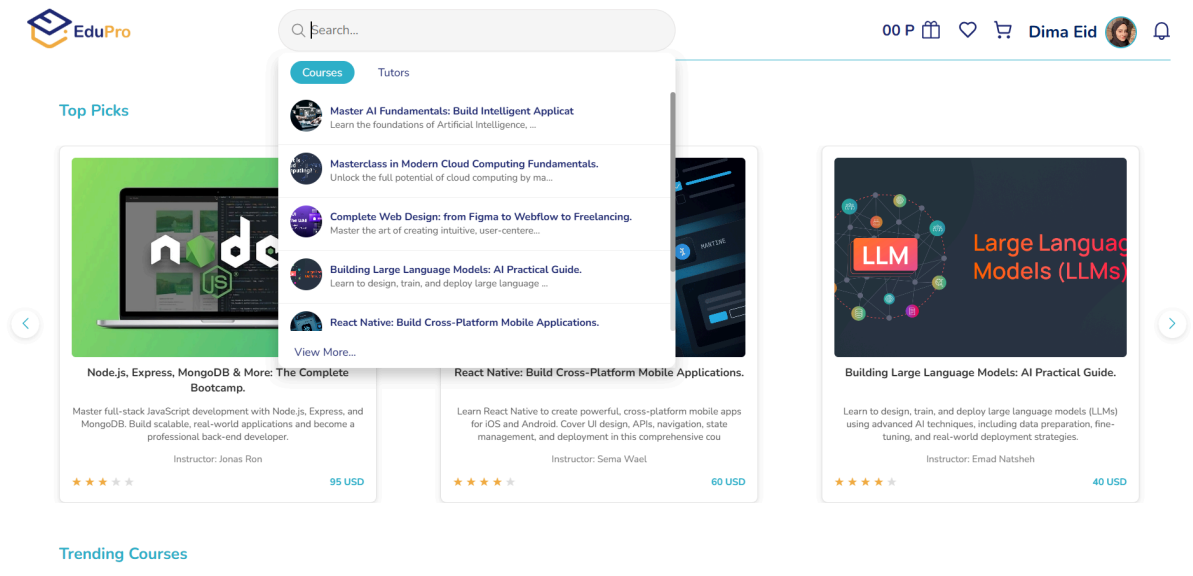 EduPro
Search...
00 P
Dima Eid
Courses
Tutors
Top Picks
Master AI Fundamentals: Build Intelligent Applicat
Learn the foundations of Artificial Intelligence, ...
Masterclass in Modern Cloud Computing Fundamentals.
Unlock the full potential of cloud computing by ma...
Complete Web Design: from Figma to Webflow to Freelancing.
Master the art of creating intuitive, user-centere...
Building Large Language Models: AI Practical Guide.
Learn to design, train, and deploy large language ...
React Native: Build Cross-Platform Mobile Applications.
View More...
node
JS
MARTINE
LLM
Large Languag
Models (LLMs)
Node.js, Express, MongoDB & More: The Complete
Bootcamp.
Master full-stack JavaScript development with Node.js, Express, and
MongoDB. Build scalable, real-world applications and become a
professional back-end developer.
Instructor: Jonas Ron
95 USD
React Native: Build Cross-Platform Mobile Applications.
Learn React Native to create powerful, cross-platform mobile apps
for iOS and Android. Cover UI design, APIs, navigation, state
management, and deployment in this comprehensive cou
Instructor: Sema Wael
60 USD
Building Large Language Models: AI Practical Guide.
Learn to design, train, and deploy large language models (LLMs)
using advanced AI techniques, including data preparation, fine-
tuning, and real-world deployment strategies.
Instructor: Emad Natsheh
40 USD
Trending Courses